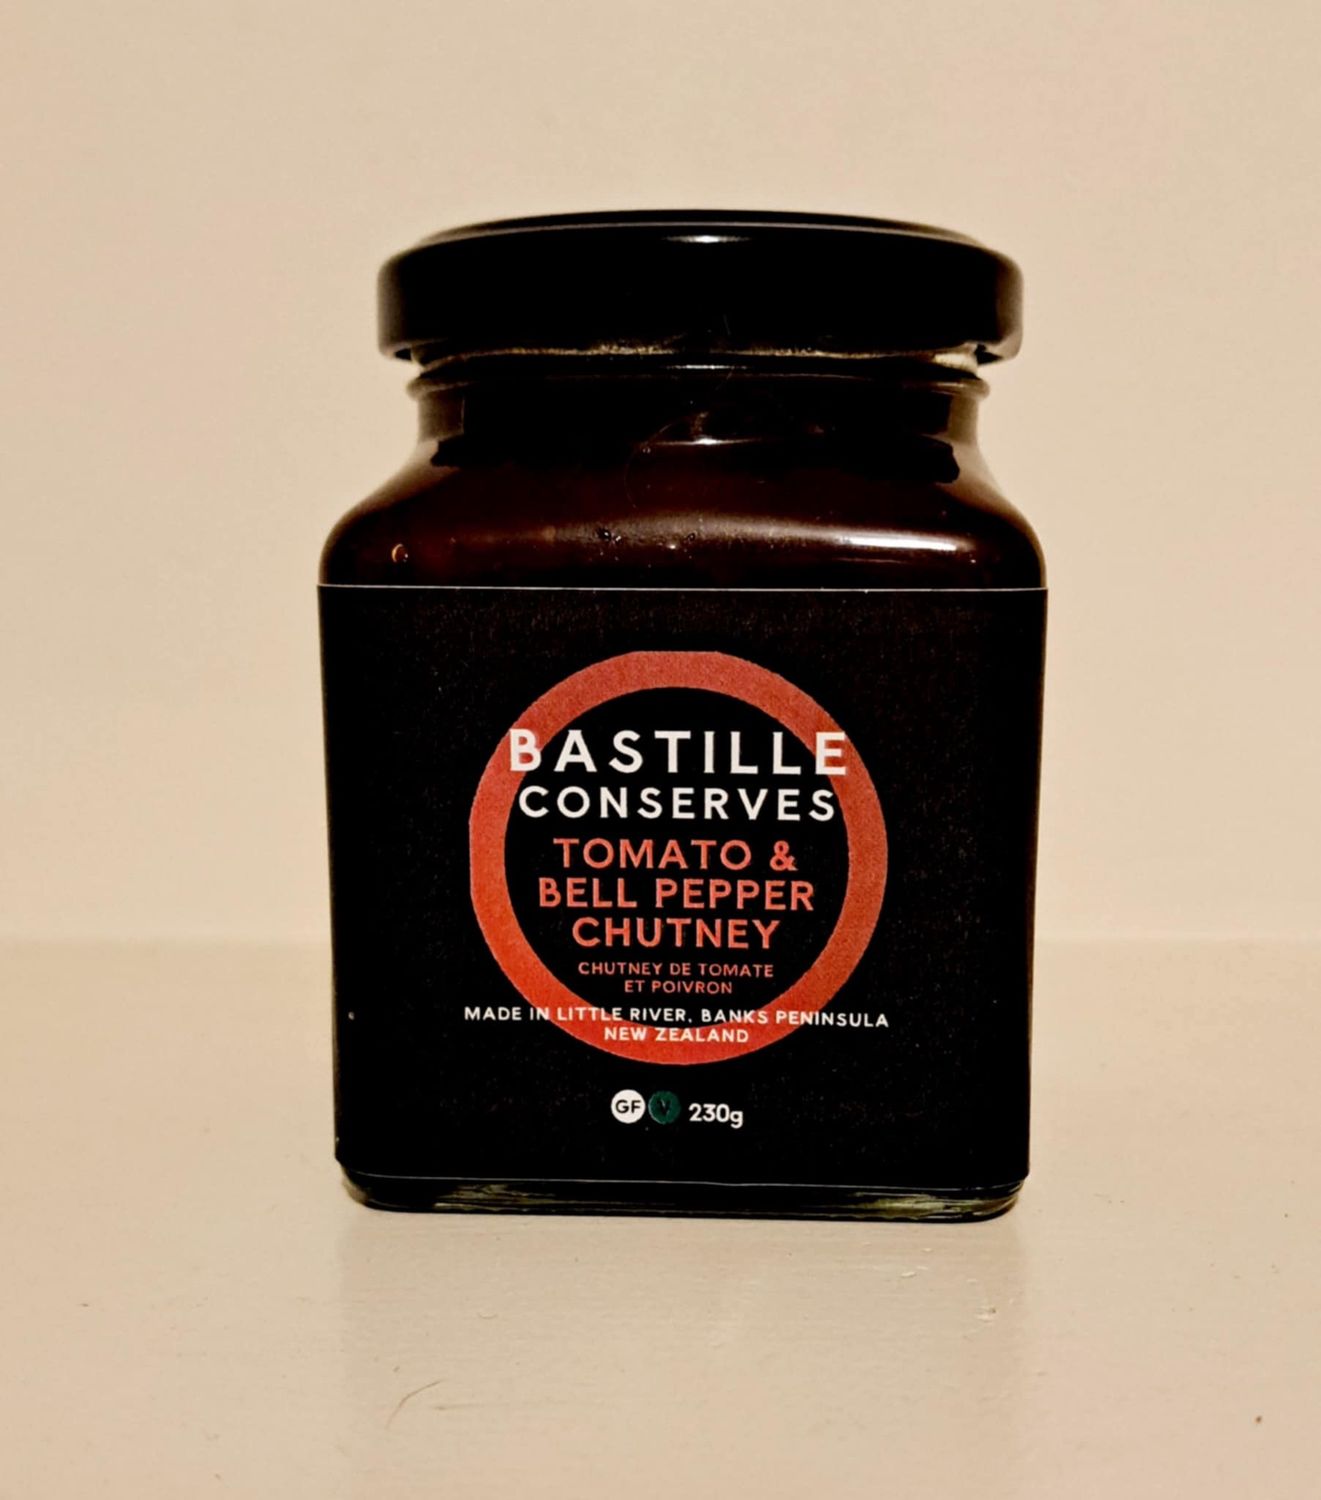 BASTILLE
CONSERVES
TOMATO &
BELL PEPPER
CHUTNEY
CHUTNEY DE TOMATE
ET POIVRON
MADE IN LITTLE RIVER, BANKS PENINSULA
NEW ZEALAND
GF V 230g